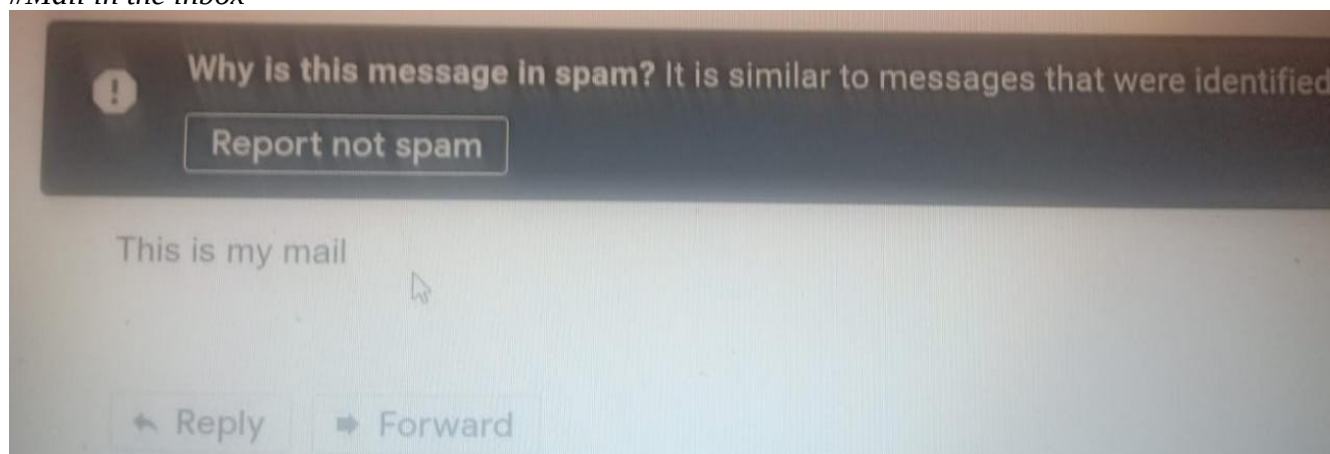 #Mail in the inbox
Why is this message in spam? It is similar to messages that were identified
Report not spam
This is my mail
Reply
Forward